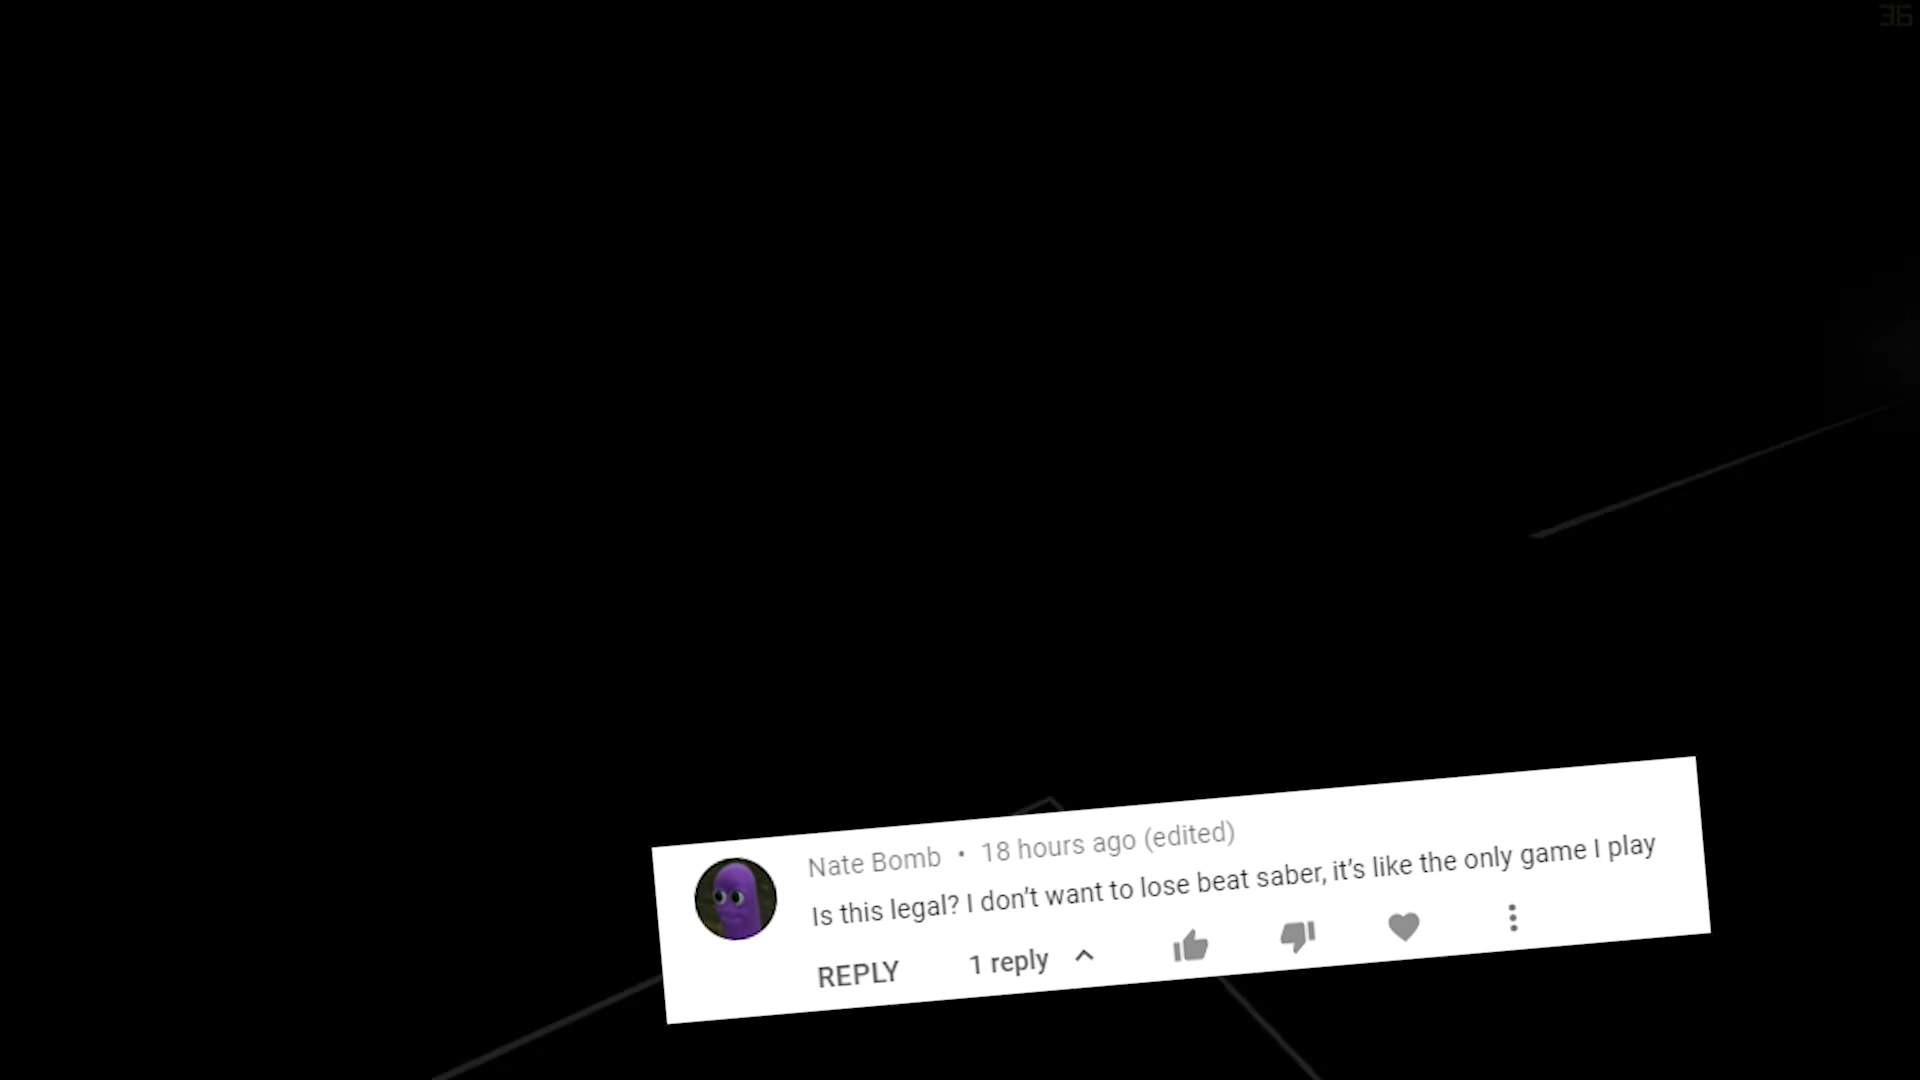 36
Nate Bomb • 18 hours ago (edited)
Is this legal? I don't want to lose beat saber, it's like the only game I play
REPLY 1 reply